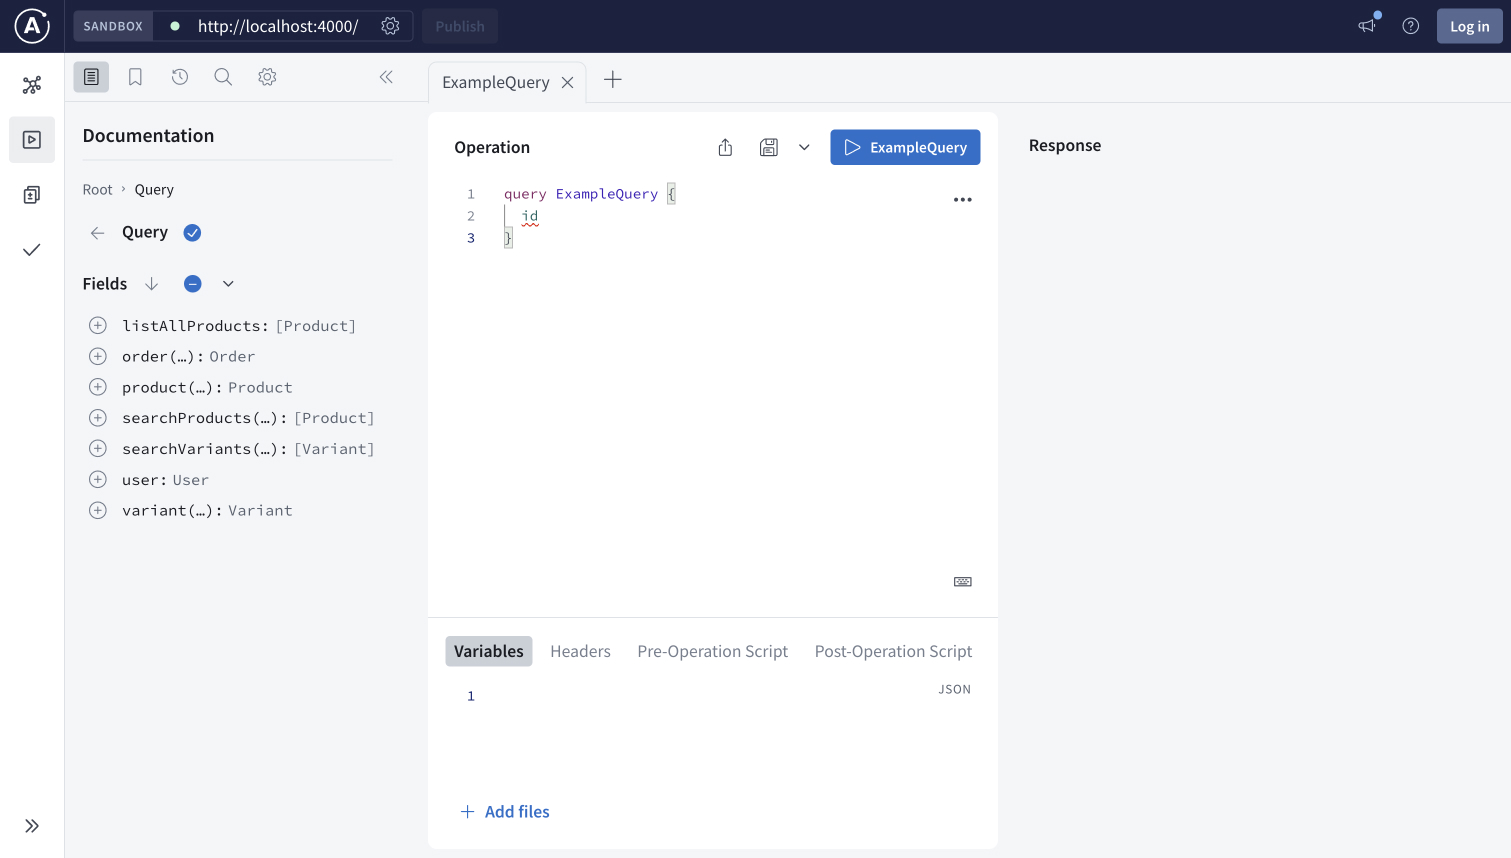 SANDBOX http://localhost:4000/ Publish Log in
ExampleQuery
Documentation
Root › Query
Query
Fields
listAllProducts: [Product]
order(…): Order
product(…): Product
searchProducts(…): [Product]
searchVariants(…): [Variant]
user: User
variant(…): Variant
Operation ExampleQuery
1 query ExampleQuery {
2 id
3 }
Variables Headers Pre-Operation Script Post-Operation Script
1 JSON
+ Add files
Response